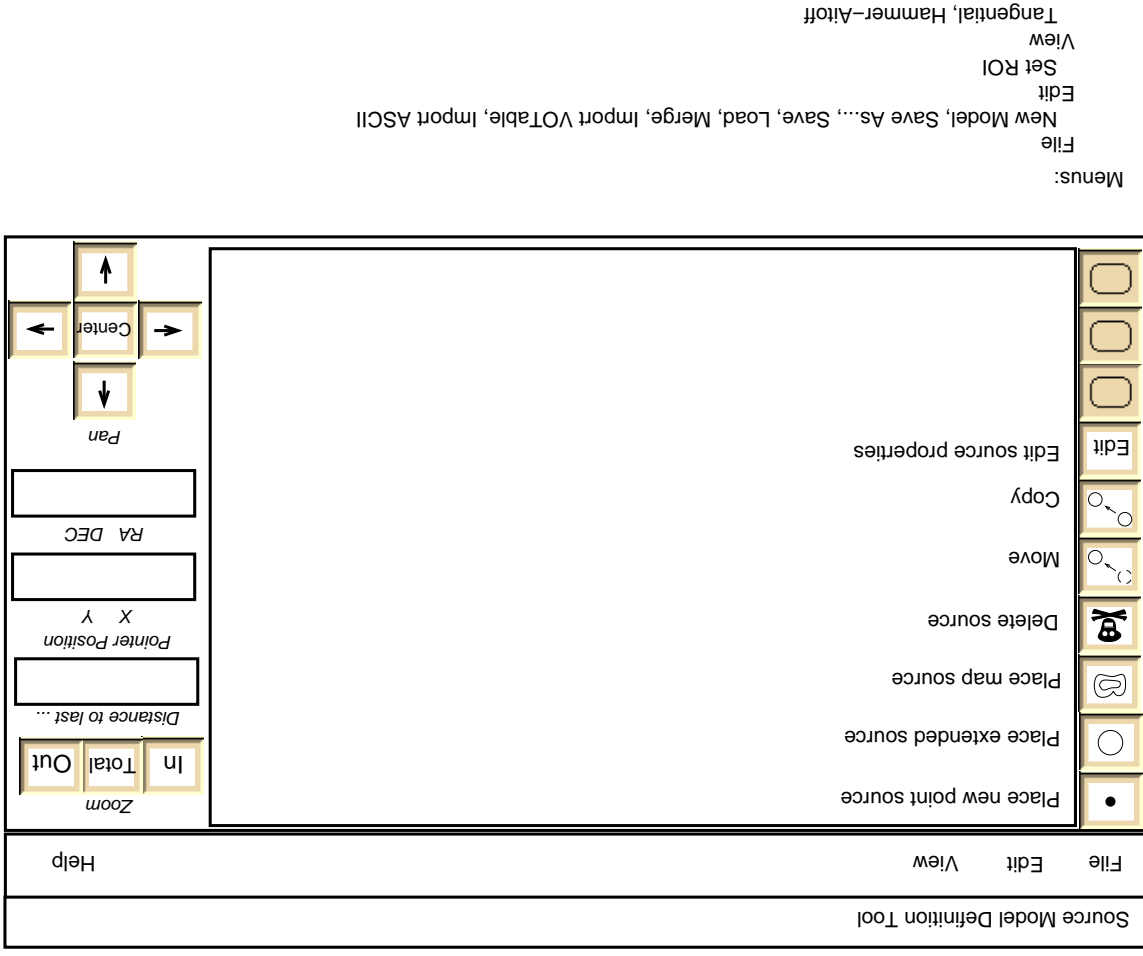 Source Model Definition Tool
File Edit View Help
Place new point source
Place extended source
Place map source
Delete source
Move
Copy
Edit Edit source properties
Zoom
In Total Out
Distance to last ...
Pointer Position
X Y
RA DEC
Pan
Center
Menus:
File
New Model, Save As..., Save, Load, Merge, Import VOTable, Import ASCII
Edit
Set ROI
View
Tangential, Hammer–Aitoff